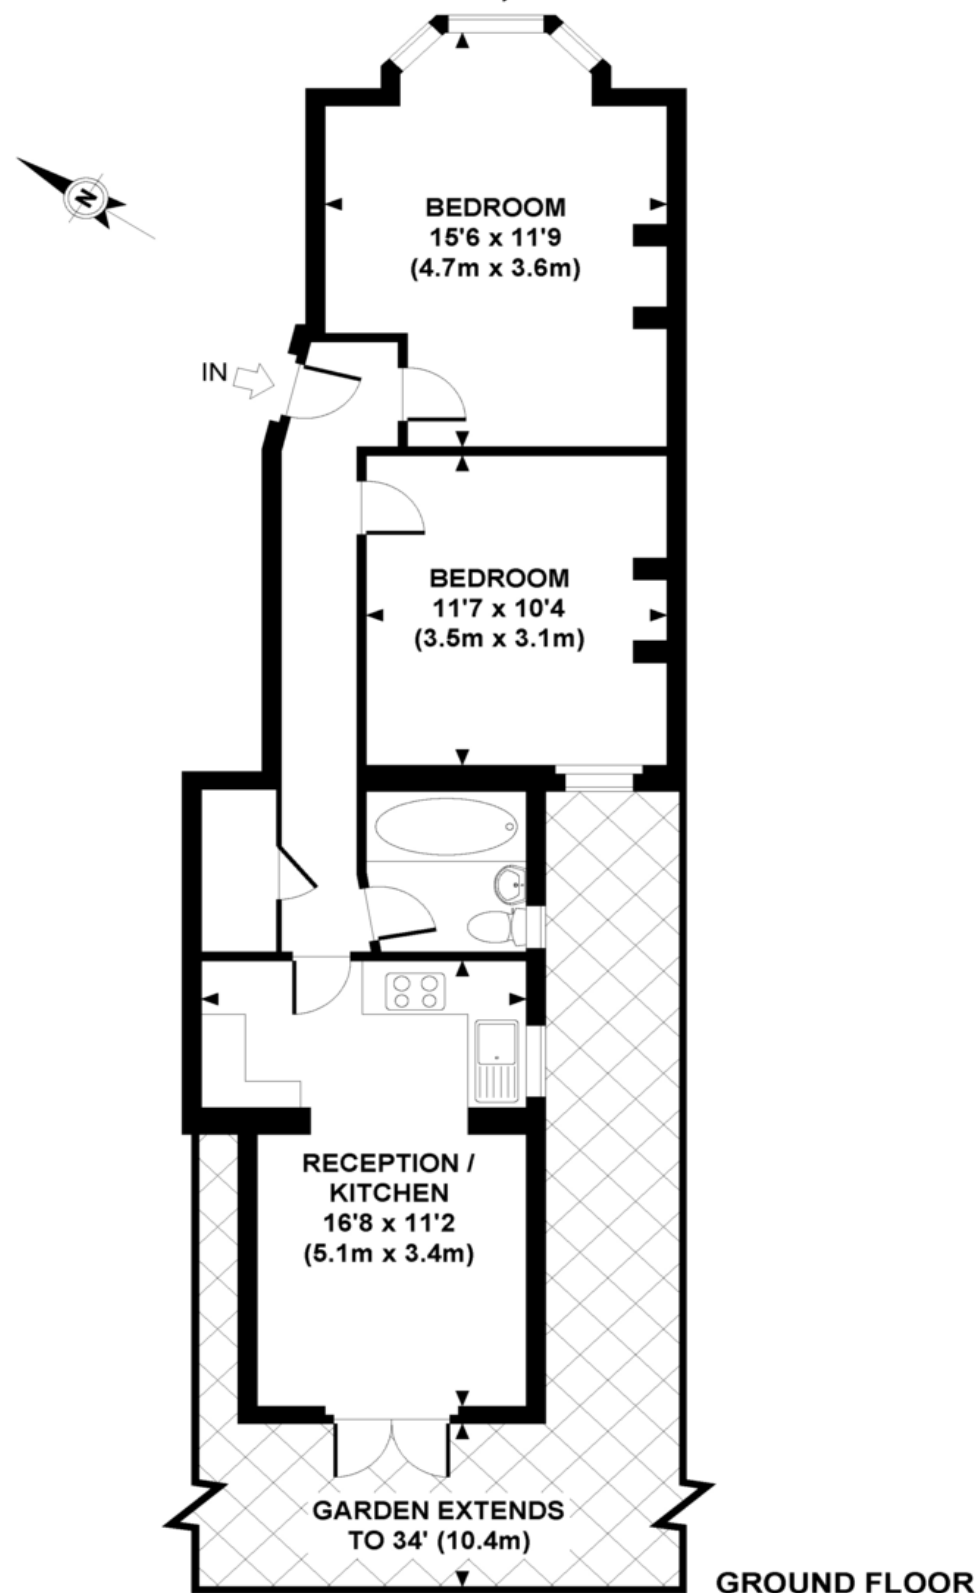 N
BEDROOM
15'6 x 11'9
(4.7m x 3.6m)
IN
BEDROOM
11'7 x 10'4
(3.5m x 3.1m)
RECEPTION /
KITCHEN
16'8 x 11'2
(5.1m x 3.4m)
GARDEN EXTENDS
TO 34' (10.4m)
GROUND FLOOR